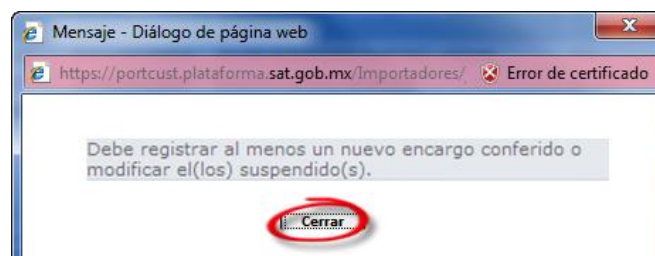 Mensaje - Diálogo de página web
https://portcust.plataforma.sat.gob.mx/Importadores/ Error de certificado
Debe registrar al menos un nuevo encargo conferido o
modificar el(los) suspendido(s).
Cerrar